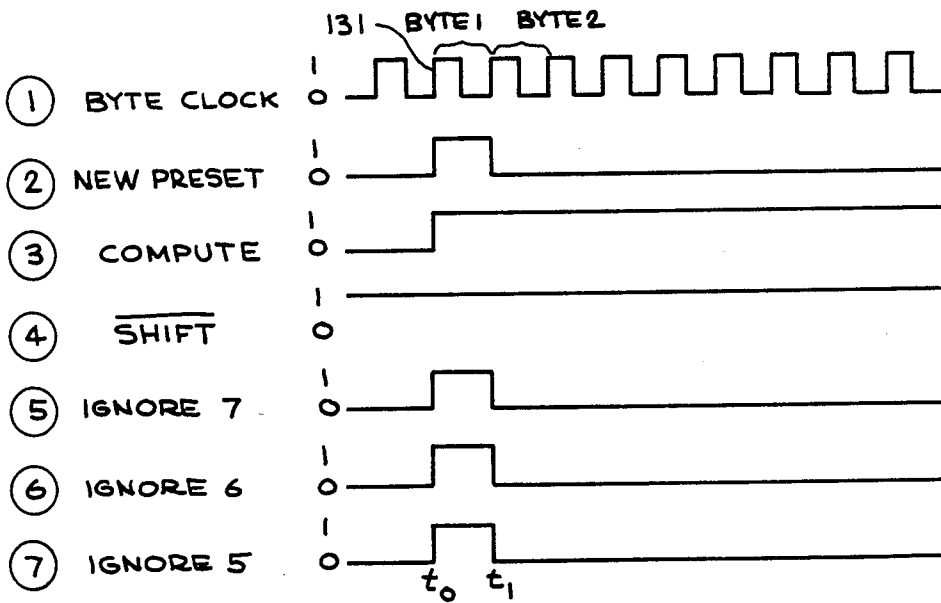 131 BYTE1 BYTE2
① BYTE CLOCK 1 0
② NEW PRESET 1 0
③ COMPUTE 1 0
④ S̅H̅I̅F̅T̅ 1 0
⑤ IGNORE 7 1 0
⑥ IGNORE 6 1 0
⑦ IGNORE 5 1 0
t₀ t₁